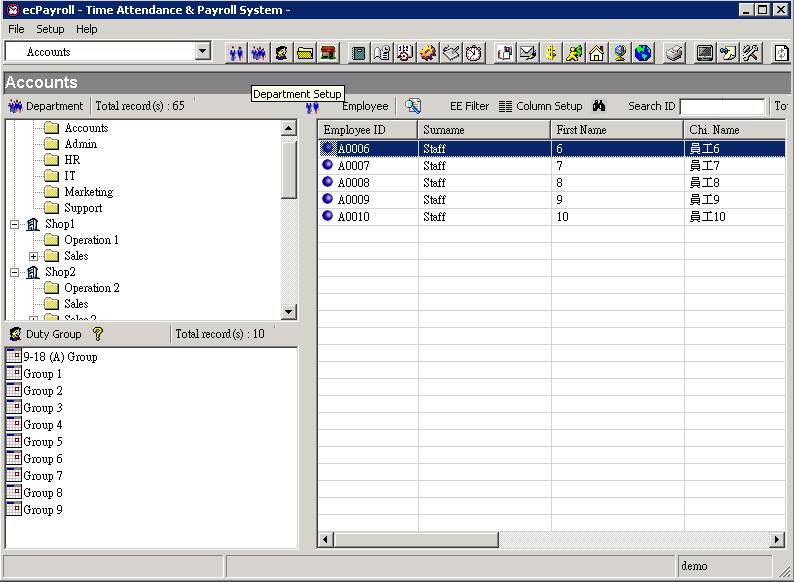 ecPayroll - Time Attendance & Payroll System -
File Setup Help
Accounts
Accounts
Department Setup
Department Total record(s) : 65
Employee EE Filter Column Setup Search ID To
Accounts
Admin
HR
IT
Marketing
Support
Shop1
Operation 1
Sales
Shop2
Operation 2
Sales
Sales 2
Duty Group Total record(s) : 10
9-18 (A) Group
Group 1
Group 2
Group 3
Group 4
Group 5
Group 6
Group 7
Group 8
Group 9
Employee ID Surname First Name Chi. Name
A0006 Staff 6 員工6
A0007 Staff 7 員工7
A0008 Staff 8 員工8
A0009 Staff 9 員工9
A0010 Staff 10 員工10
demo